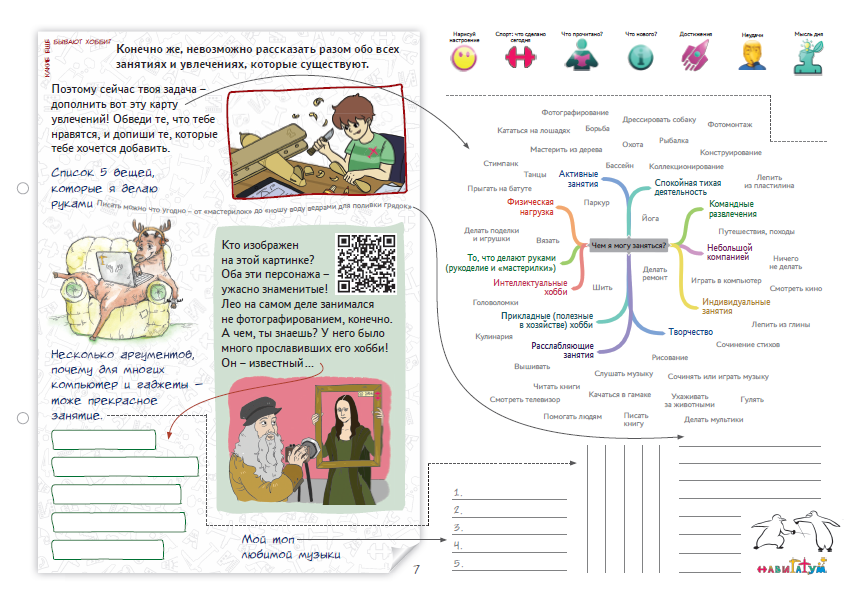 КАКИЕ ЕЩЕ
БЫВАЮТ ХОББИ?
Конечно же, невозможно рассказать разом обо всех
занятиях и увлечениях, которые существуют.
Поэтому сейчас твоя задача –
дополнить вот эту карту
увлечений! Обведи те, что тебе
нравятся, и допиши те, которые
тебе хочется добавить.
Список 5 вещей,
которые я делаю
руками
Писать можно что угодно – от «мастерилок» до «ношу воду ведрами для поливки грядок»
Кто изображен
на этой картинке?
Оба эти персонажа –
ужасно знаменитые!
Лео на самом деле занимался
не фотографированием, конечно.
А чем, ты знаешь? У него было
много прославивших его хобби!
Он – известный...
Несколько аргументов,
почему для многих
компьютер и гаджеты –
тоже прекрасное
занятие.
Мой топ
любимой музыки
7
Нарисуй
настроение
Спорт: что сделано
сегодня
Что прочитано?
Что нового?
Достижения
Неудачи
Мысль дня
Фотографирование
Дрессировать собаку
Кататься на лошадях
Борьба
Фотомонтаж
Охота
Рыбалка
Мастерить из дерева
Конструирование
Стимпанк
Бассейн
Коллекционирование
Танцы
Активные
занятия
Лепить
из пластилина
Спокойная тихая
деятельность
Прыгать на батуте
Паркур
Физическая
нагрузка
Командные
развлечения
Йога
Делать поделки
и игрушки
Вязать
Чем я могу заняться?
Путешествия, походы
Небольшой
компанией
То, что делают руками
(рукоделие и «мастерилки»)
Ничего
не делать
Делать
ремонт
Интеллектуальные
хобби
Шить
Играть в компьютер
Смотреть кино
Головоломки
Индивидуальные
занятия
Прикладные (полезные
в хозяйстве) хобби
Лепить из глины
Творчество
Кулинария
Расслабляющие
занятия
Сочинение стихов
Рисование
Вышивать
Слушать музыку
Сочинять или играть музыку
Читать книги
Качаться в гамаке
Смотреть телевизор
Ухаживать
за животными
Гулять
Помогать людям
Писать
книгу
Делать мультики
1.
2.
3.
4.
5.
НАВИГАТУМ